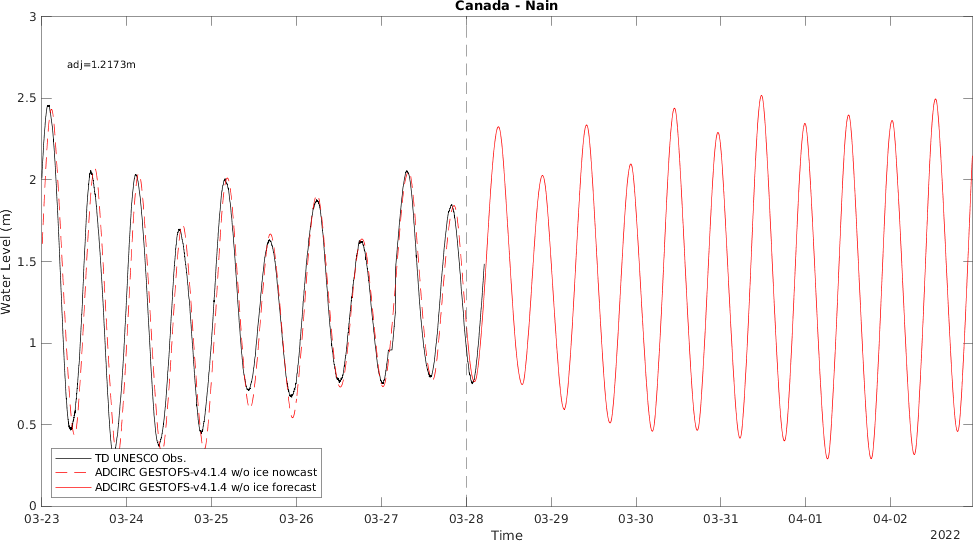 Canada - Nain
adj=1.2173m
3
2.5
2
1.5
1
0.5
0
Water Level (m)
TD UNESCO Obs.
ADCIRC GESTOFS-v4.1.4 w/o ice nowcast
ADCIRC GESTOFS-v4.1.4 w/o ice forecast
03-23 03-24 03-25 03-26 03-27 03-28 03-29 03-30 03-31 04-01 04-02
Time
2022